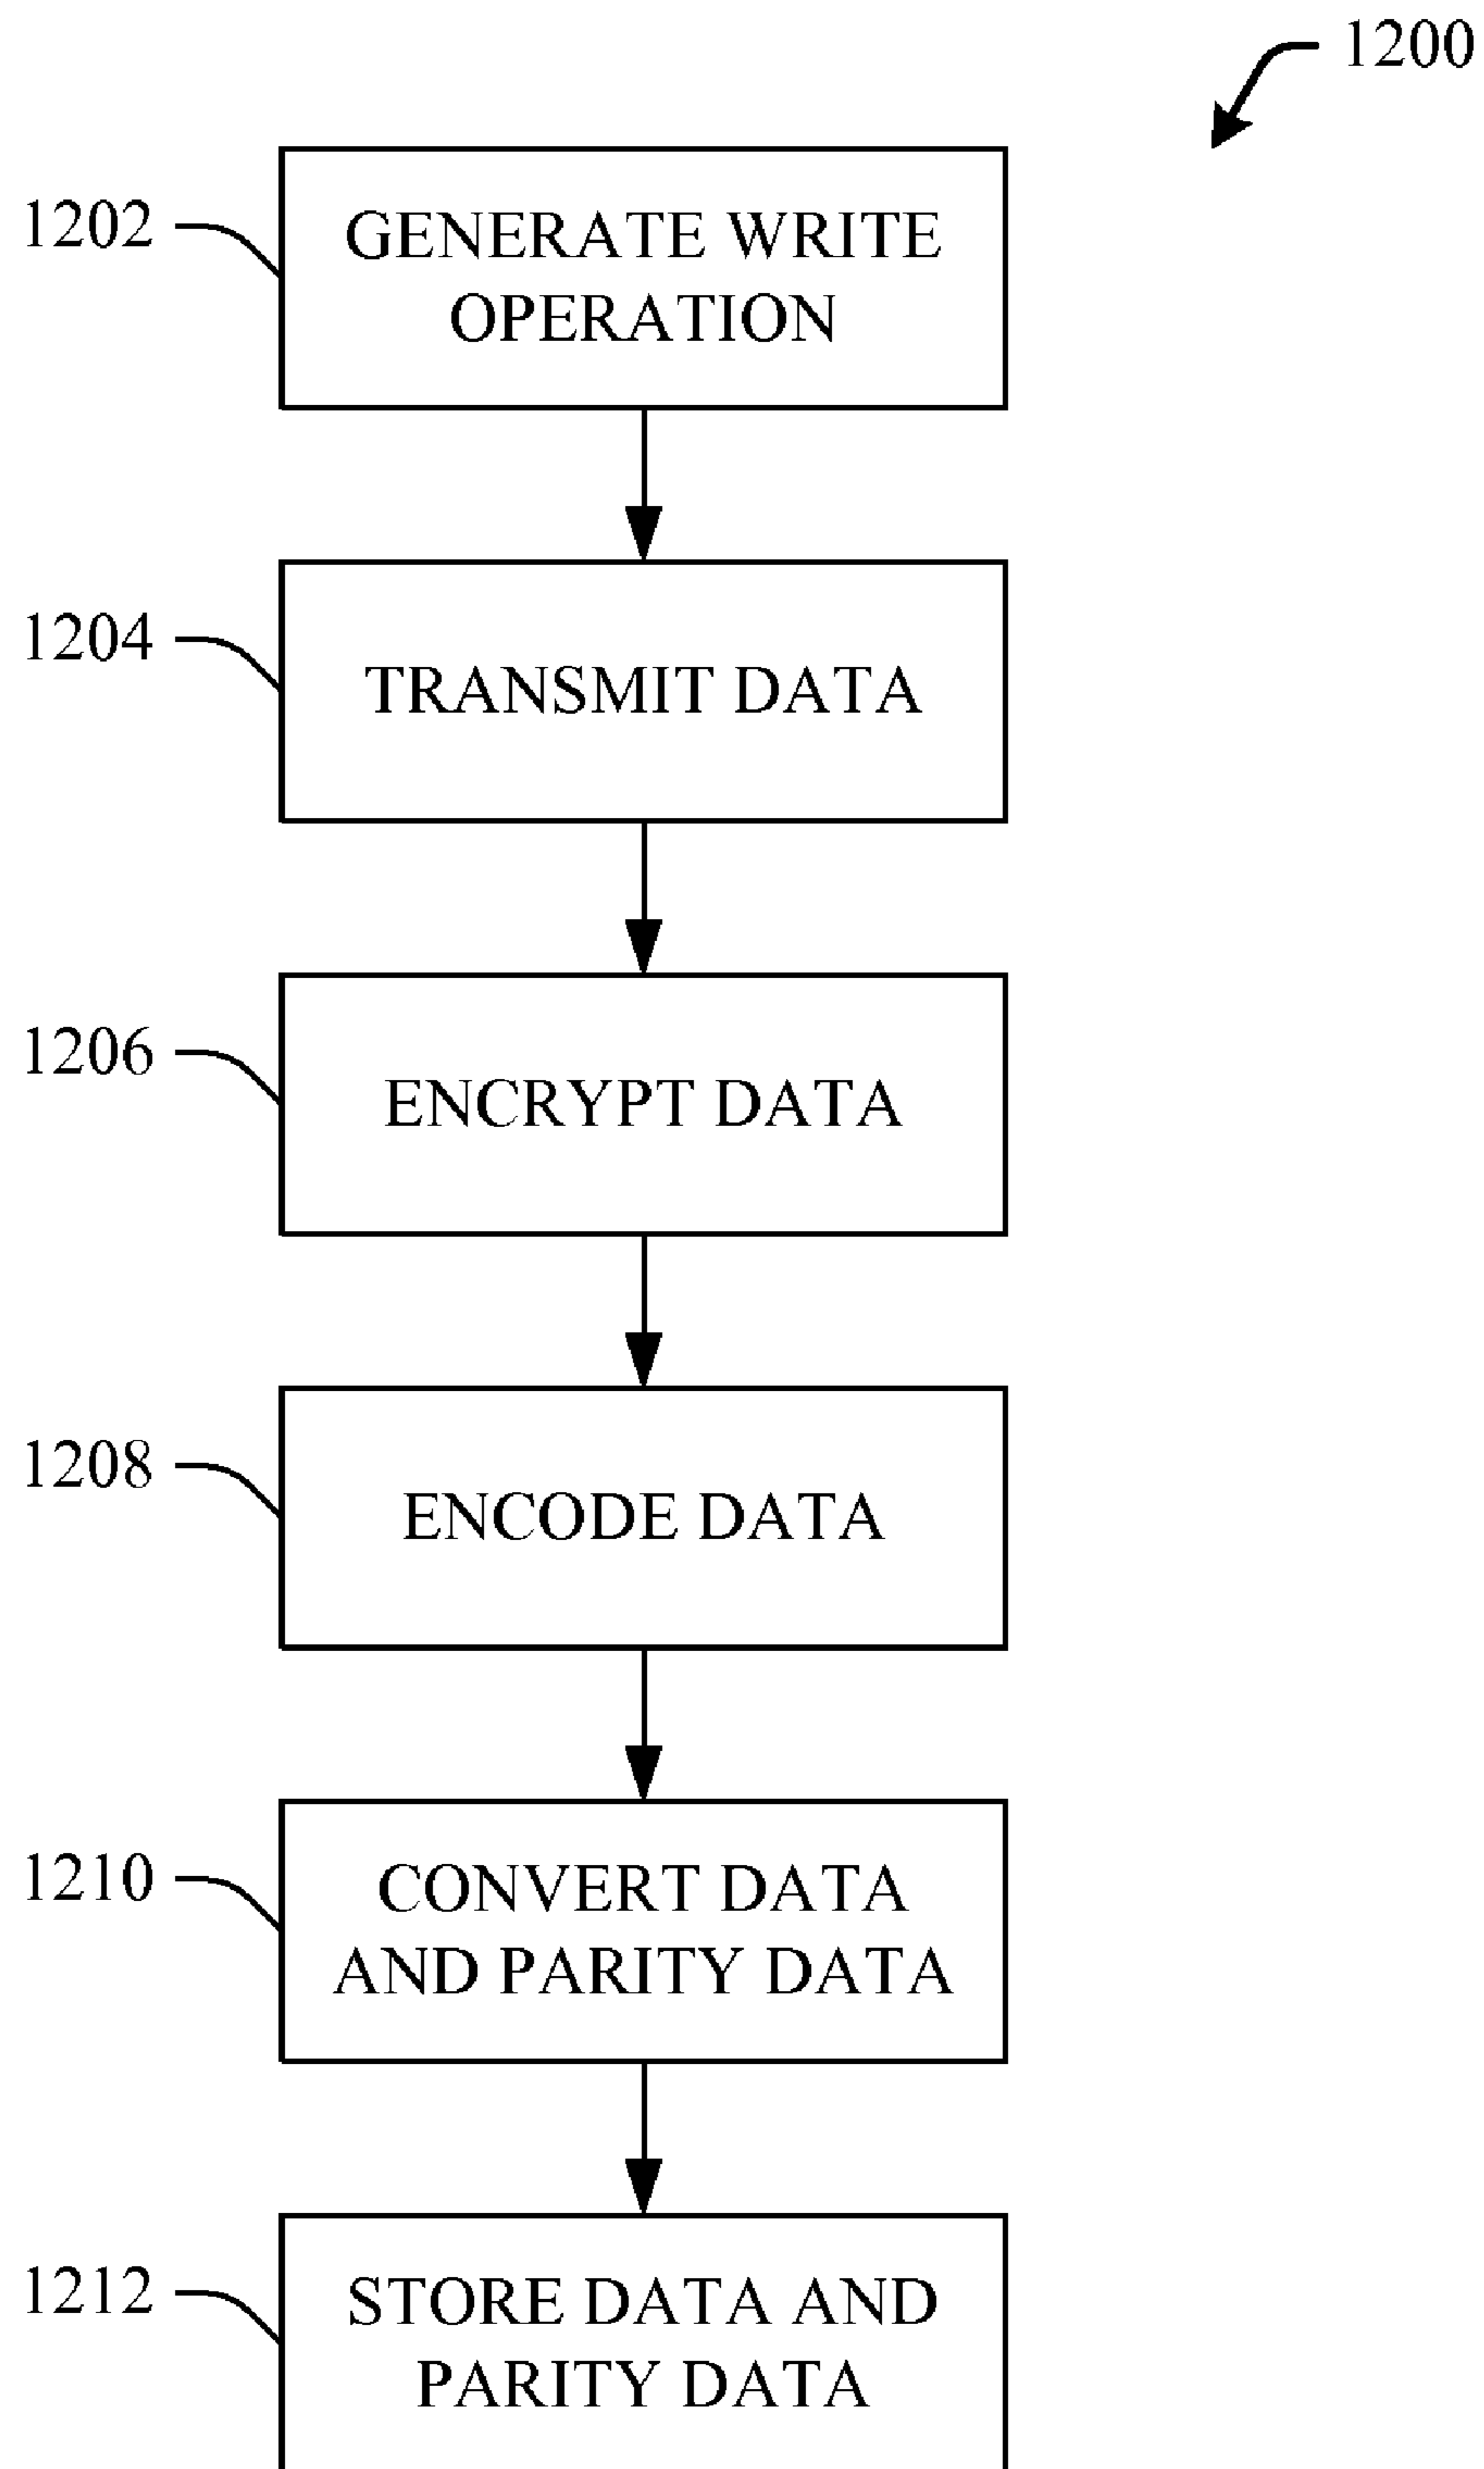 1200
1202
GENERATE WRITE
OPERATION
1204
TRANSMIT DATA
1206
ENCRYPT DATA
1208
ENCODE DATA
1210
CONVERT DATA
AND PARITY DATA
1212
STORE DATA AND
PARITY DATA